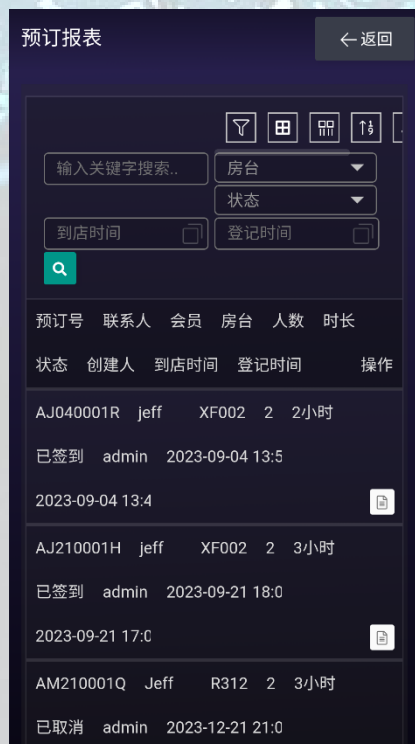 预订报表 返回
输入关键字搜索.. 房台
状态
到店时间 登记时间
预订号 联系人 会员 房台 人数 时长
状态 创建人 到店时间 登记时间 操作
AJ040001R jeff XF002 2 2小时
已签到 admin 2023-09-04 13:5
2023-09-04 13:4
AJ210001H jeff XF002 2 3小时
已签到 admin 2023-09-21 18:0
2023-09-21 17:0
AM210001Q Jeff R312 2 3小时
已取消 admin 2023-12-21 21:0